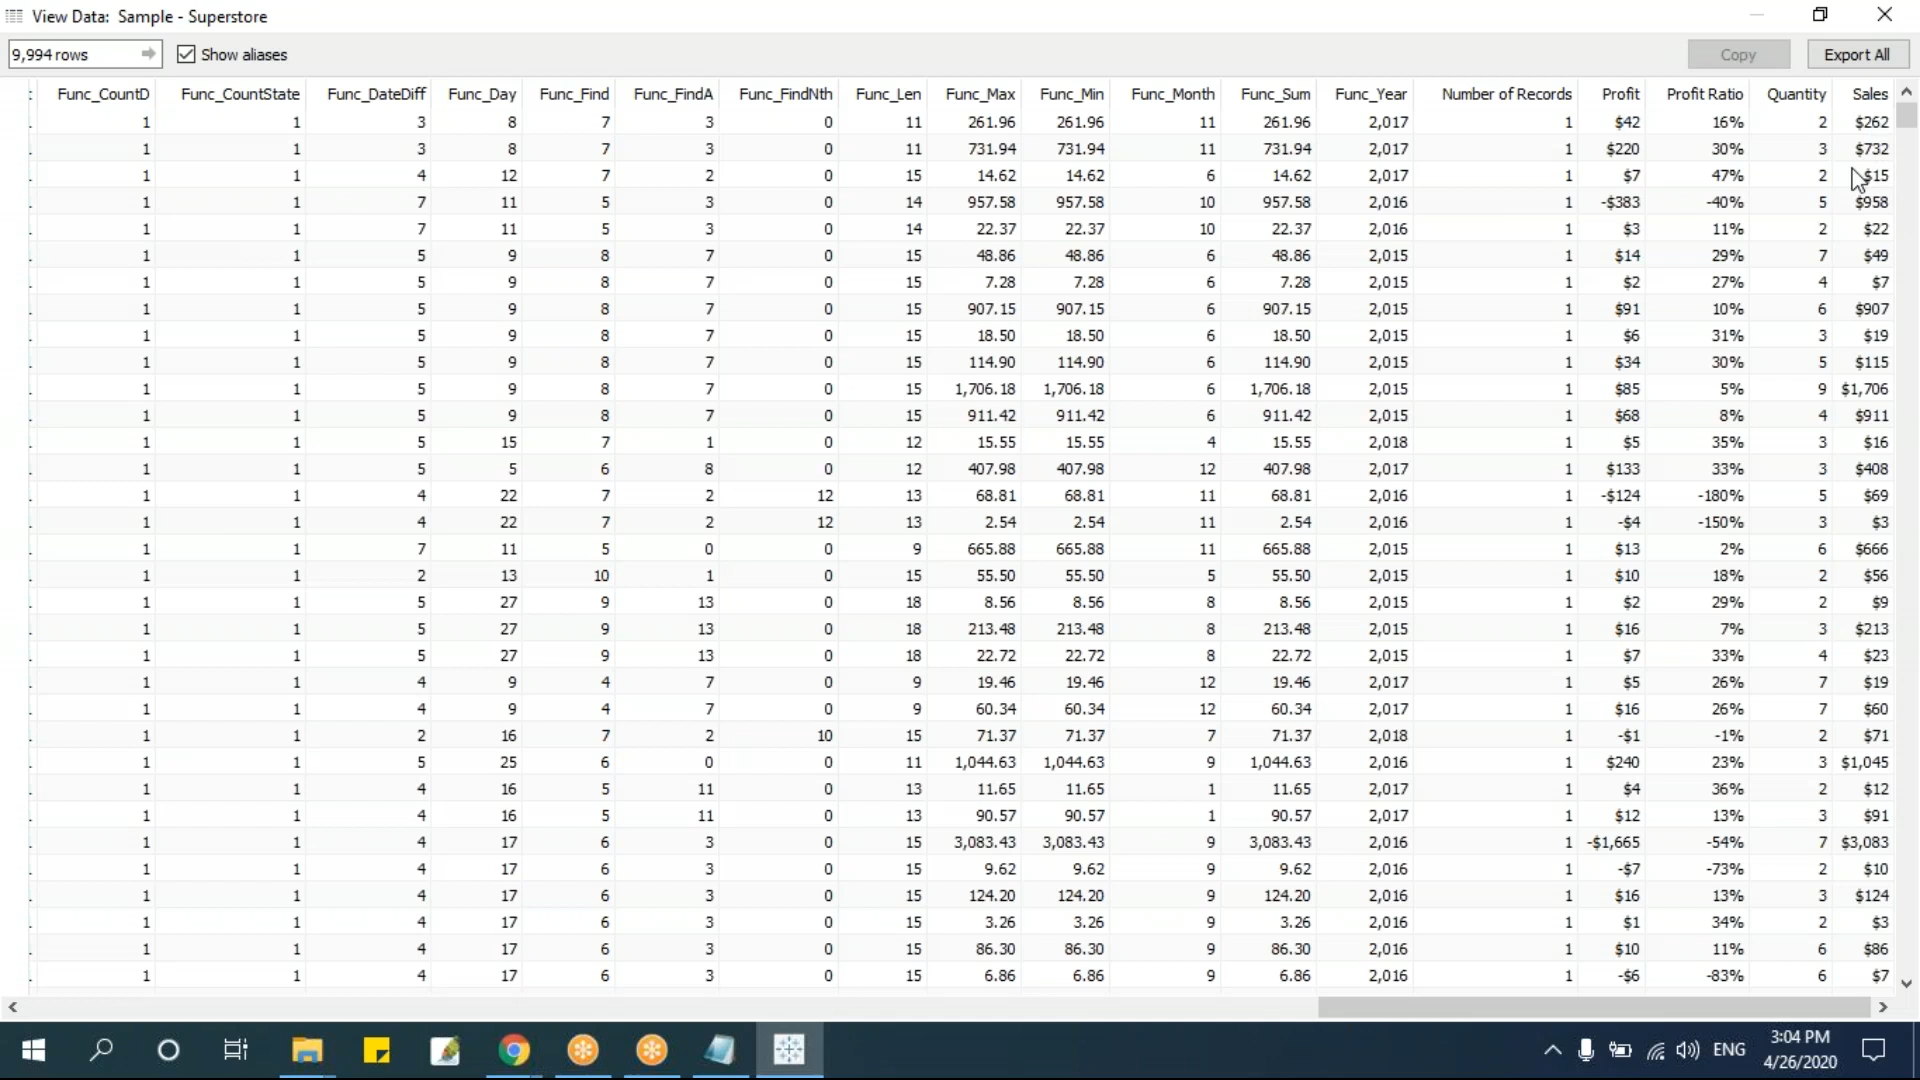 View Data: Sample - Superstore
9,994 rows Show aliases Copy Export All
Func_CountD Func_CountState Func_DateDiff Func_Day Func_Find Func_FindA Func_FindNth Func_Len Func_Max Func_Min Func_Month Func_Sum Func_Year Number of Records Profit Profit Ratio Quantity Sales
1 1 3 8 7 3 0 11 261.96 261.96 11 261.96 2,017 1 $42 16% 2 $262
1 1 3 8 7 3 0 11 731.94 731.94 11 731.94 2,017 1 $220 30% 3 $732
1 1 4 12 7 2 0 15 14.62 14.62 6 14.62 2,017 1 $7 47% 2 $15
1 1 7 11 5 3 0 14 957.58 957.58 10 957.58 2,016 1 -$383 -40% 5 $958
1 1 7 11 5 3 0 14 22.37 22.37 10 22.37 2,016 1 $3 11% 2 $22
1 1 5 9 8 7 0 15 48.86 48.86 6 48.86 2,015 1 $14 29% 7 $49
1 1 5 9 8 7 0 15 7.28 7.28 6 7.28 2,015 1 $2 27% 4 $7
1 1 5 9 8 7 0 15 907.15 907.15 6 907.15 2,015 1 $91 10% 6 $907
1 1 5 9 8 7 0 15 18.50 18.50 6 18.50 2,015 1 $6 31% 3 $19
1 1 5 9 8 7 0 15 114.90 114.90 6 114.90 2,015 1 $34 30% 5 $115
1 1 5 9 8 7 0 15 1,706.18 1,706.18 6 1,706.18 2,015 1 $85 5% 9 $1,706
1 1 5 9 8 7 0 15 911.42 911.42 6 911.42 2,015 1 $68 8% 4 $911
1 1 5 15 7 1 0 12 15.55 15.55 4 15.55 2,018 1 $5 35% 3 $16
1 1 5 5 6 8 0 12 407.98 407.98 12 407.98 2,017 1 $133 33% 3 $408
1 1 4 22 7 2 12 13 68.81 68.81 11 68.81 2,016 1 -$124 -180% 5 $69
1 1 4 22 7 2 12 13 2.54 2.54 11 2.54 2,016 1 -$4 -150% 3 $3
1 1 7 11 5 0 0 9 665.88 665.88 11 665.88 2,015 1 $13 2% 6 $666
1 1 2 13 10 1 0 15 55.50 55.50 5 55.50 2,015 1 $10 18% 2 $56
1 1 5 27 9 13 0 18 8.56 8.56 8 8.56 2,015 1 $2 29% 2 $9
1 1 5 27 9 13 0 18 213.48 213.48 8 213.48 2,015 1 $16 7% 3 $213
1 1 5 27 9 13 0 18 22.72 22.72 8 22.72 2,015 1 $7 33% 4 $23
1 1 4 9 4 7 0 9 19.46 19.46 12 19.46 2,017 1 $5 26% 7 $19
1 1 4 9 4 7 0 9 60.34 60.34 12 60.34 2,017 1 $16 26% 7 $60
1 1 2 16 7 2 10 15 71.37 71.37 7 71.37 2,018 1 -$1 -1% 2 $71
1 1 5 25 6 0 0 11 1,044.63 1,044.63 9 1,044.63 2,016 1 $240 23% 3 $1,045
1 1 4 16 5 11 0 13 11.65 11.65 1 11.65 2,017 1 $4 36% 2 $12
1 1 4 16 5 11 0 13 90.57 90.57 1 90.57 2,017 1 $12 13% 3 $91
1 1 4 17 6 3 0 15 3,083.43 3,083.43 9 3,083.43 2,016 1 -$1,665 -54% 7 $3,083
1 1 4 17 6 3 0 15 9.62 9.62 9 9.62 2,016 1 -$7 -73% 2 $10
1 1 4 17 6 3 0 15 124.20 124.20 9 124.20 2,016 1 $16 13% 3 $124
1 1 4 17 6 3 0 15 3.26 3.26 9 3.26 2,016 1 $1 34% 2 $3
1 1 4 17 6 3 0 15 86.30 86.30 9 86.30 2,016 1 $10 11% 6 $86
1 1 4 17 6 3 0 15 6.86 6.86 9 6.86 2,016 1 -$6 -83% 6 $7
ENG
3:04 PM
4/26/2020